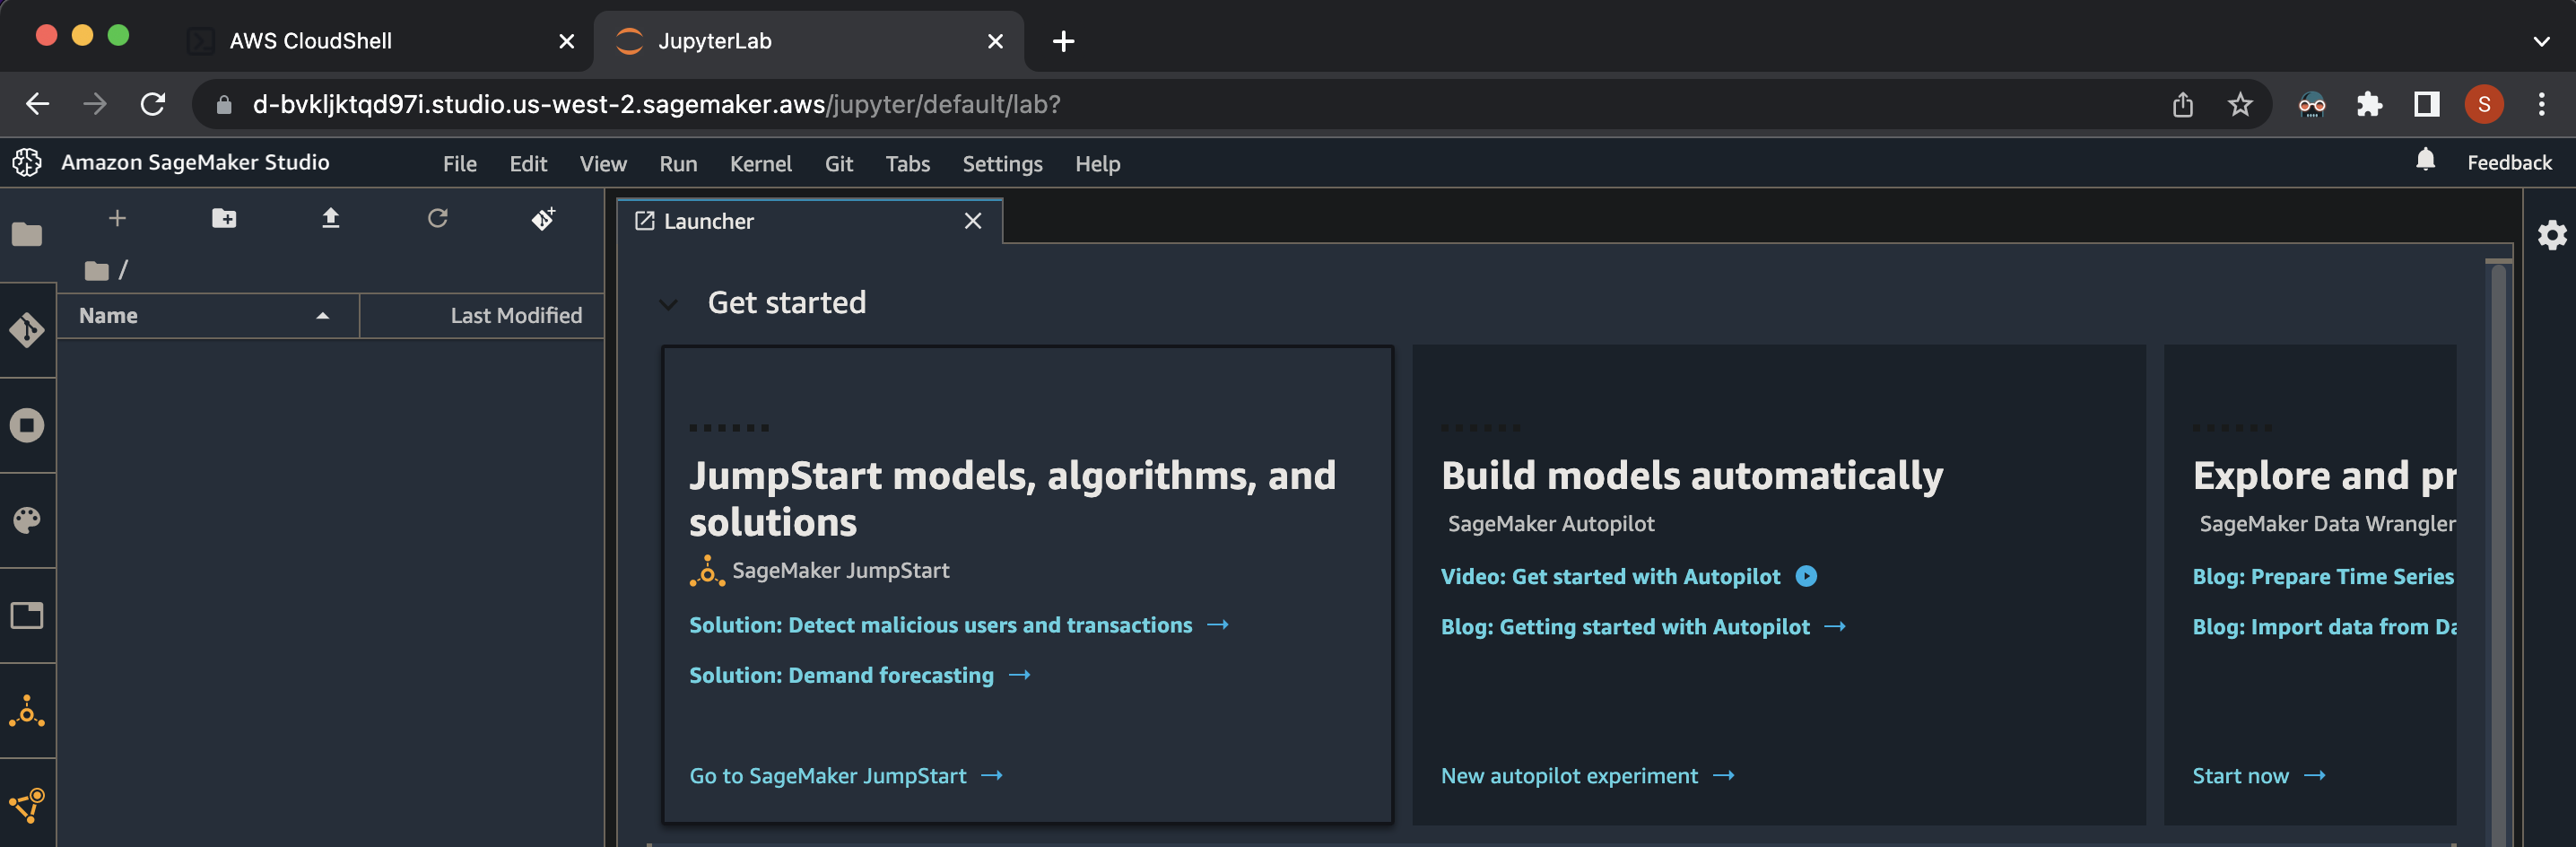 AWS CloudShell
JupyterLab
d-bvkljktqd97i.studio.us-west-2.sagemaker.aws/jupyter/default/lab?
S
Amazon SageMaker Studio
File Edit View Run Kernel Git Tabs Settings Help
Feedback
/
Name
Last Modified
Launcher
Get started
JumpStart models, algorithms, and
solutions
SageMaker JumpStart
Solution: Detect malicious users and transactions
Solution: Demand forecasting
Go to SageMaker JumpStart
Build models automatically
SageMaker Autopilot
Video: Get started with Autopilot
Blog: Getting started with Autopilot
New autopilot experiment
Explore and pr
SageMaker Data Wrangler
Blog: Prepare Time Series
Blog: Import data from Da
Start now